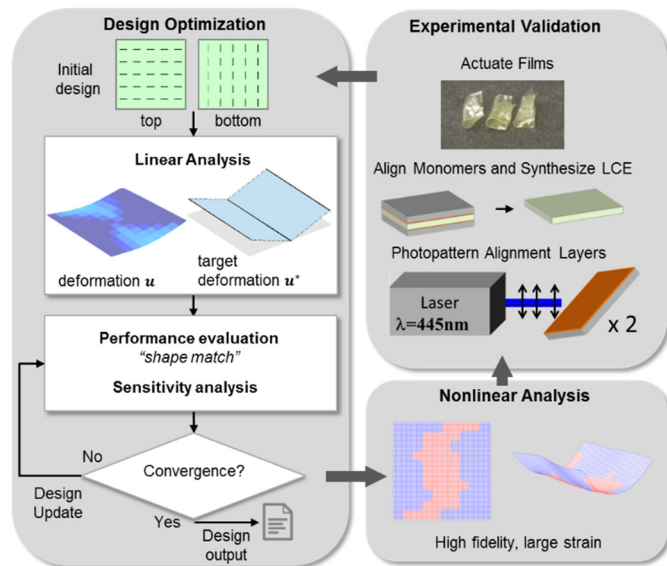 Design Optimization
Initial
design
top
bottom
Linear Analysis
deformation u
target
deformation u*
Performance evaluation
"shape match"
Sensitivity analysis
Convergence?
No
Design
Update
Yes
Design
output
Experimental Validation
Actuate Films
Align Monomers and Synthesize LCE
Photopattern Alignment Layers
Laser
λ=445nm
x 2
Nonlinear Analysis
High fidelity, large strain